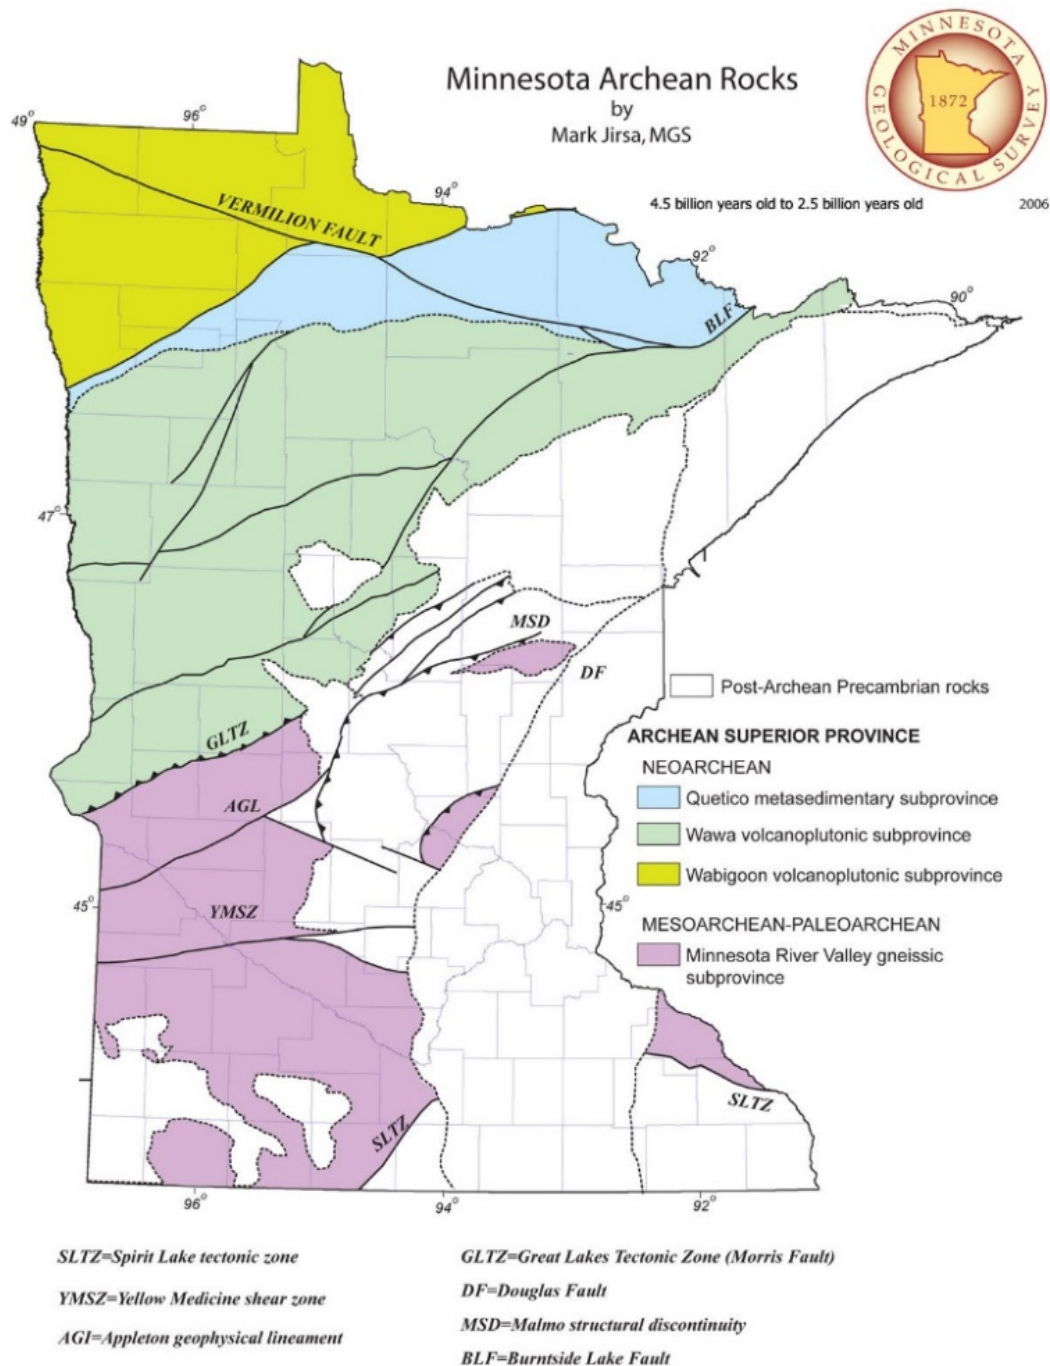 Minnesota Archean Rocks
by
Mark Jirsa, MGS
MINNESOTA
GEOLOGICAL SURVEY
1872
4.5 billion years old to 2.5 billion years old
2006
49°
96°
94°
92°
90°
VERMILION FAULT
BLF
47°
MSD
DF
GLTZ
AGL
YMSZ
45°
45°
SLTZ
SLTZ
96°
94°
92°
Post-Archean Precambrian rocks
ARCHEAN SUPERIOR PROVINCE
NEOARCHEAN
Quetico metasedimentary subprovince
Wawa volcanoplutonic subprovince
Wabigoon volcanoplutonic subprovince
MESOARCHEAN-PALEOARCHEAN
Minnesota River Valley gneissic
subprovince
SLTZ=Spirit Lake tectonic zone
YMSZ=Yellow Medicine shear zone
AGI=Appleton geophysical lineament
GLTZ=Great Lakes Tectonic Zone (Morris Fault)
DF=Douglas Fault
MSD=Malmo structural discontinuity
BLF=Burntside Lake Fault